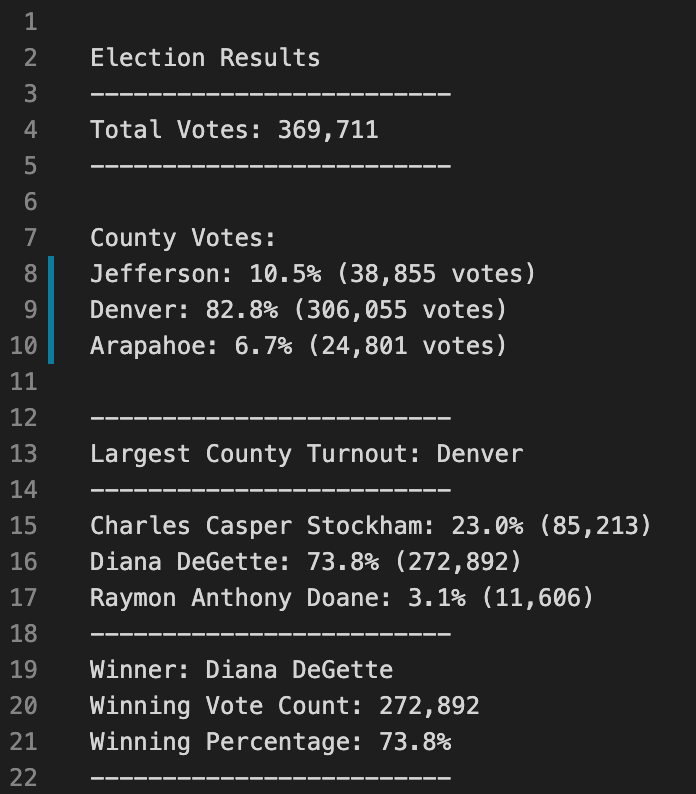 1
2 Election Results
3 -------------------------
4 Total Votes: 369,711
5 -------------------------
6
7 County Votes:
8 Jefferson: 10.5% (38,855 votes)
9 Denver: 82.8% (306,055 votes)
10 Arapahoe: 6.7% (24,801 votes)
11
12 -------------------------
13 Largest County Turnout: Denver
14 -------------------------
15 Charles Casper Stockham: 23.0% (85,213)
16 Diana DeGette: 73.8% (272,892)
17 Raymon Anthony Doane: 3.1% (11,606)
18 -------------------------
19 Winner: Diana DeGette
20 Winning Vote Count: 272,892
21 Winning Percentage: 73.8%
22 -------------------------